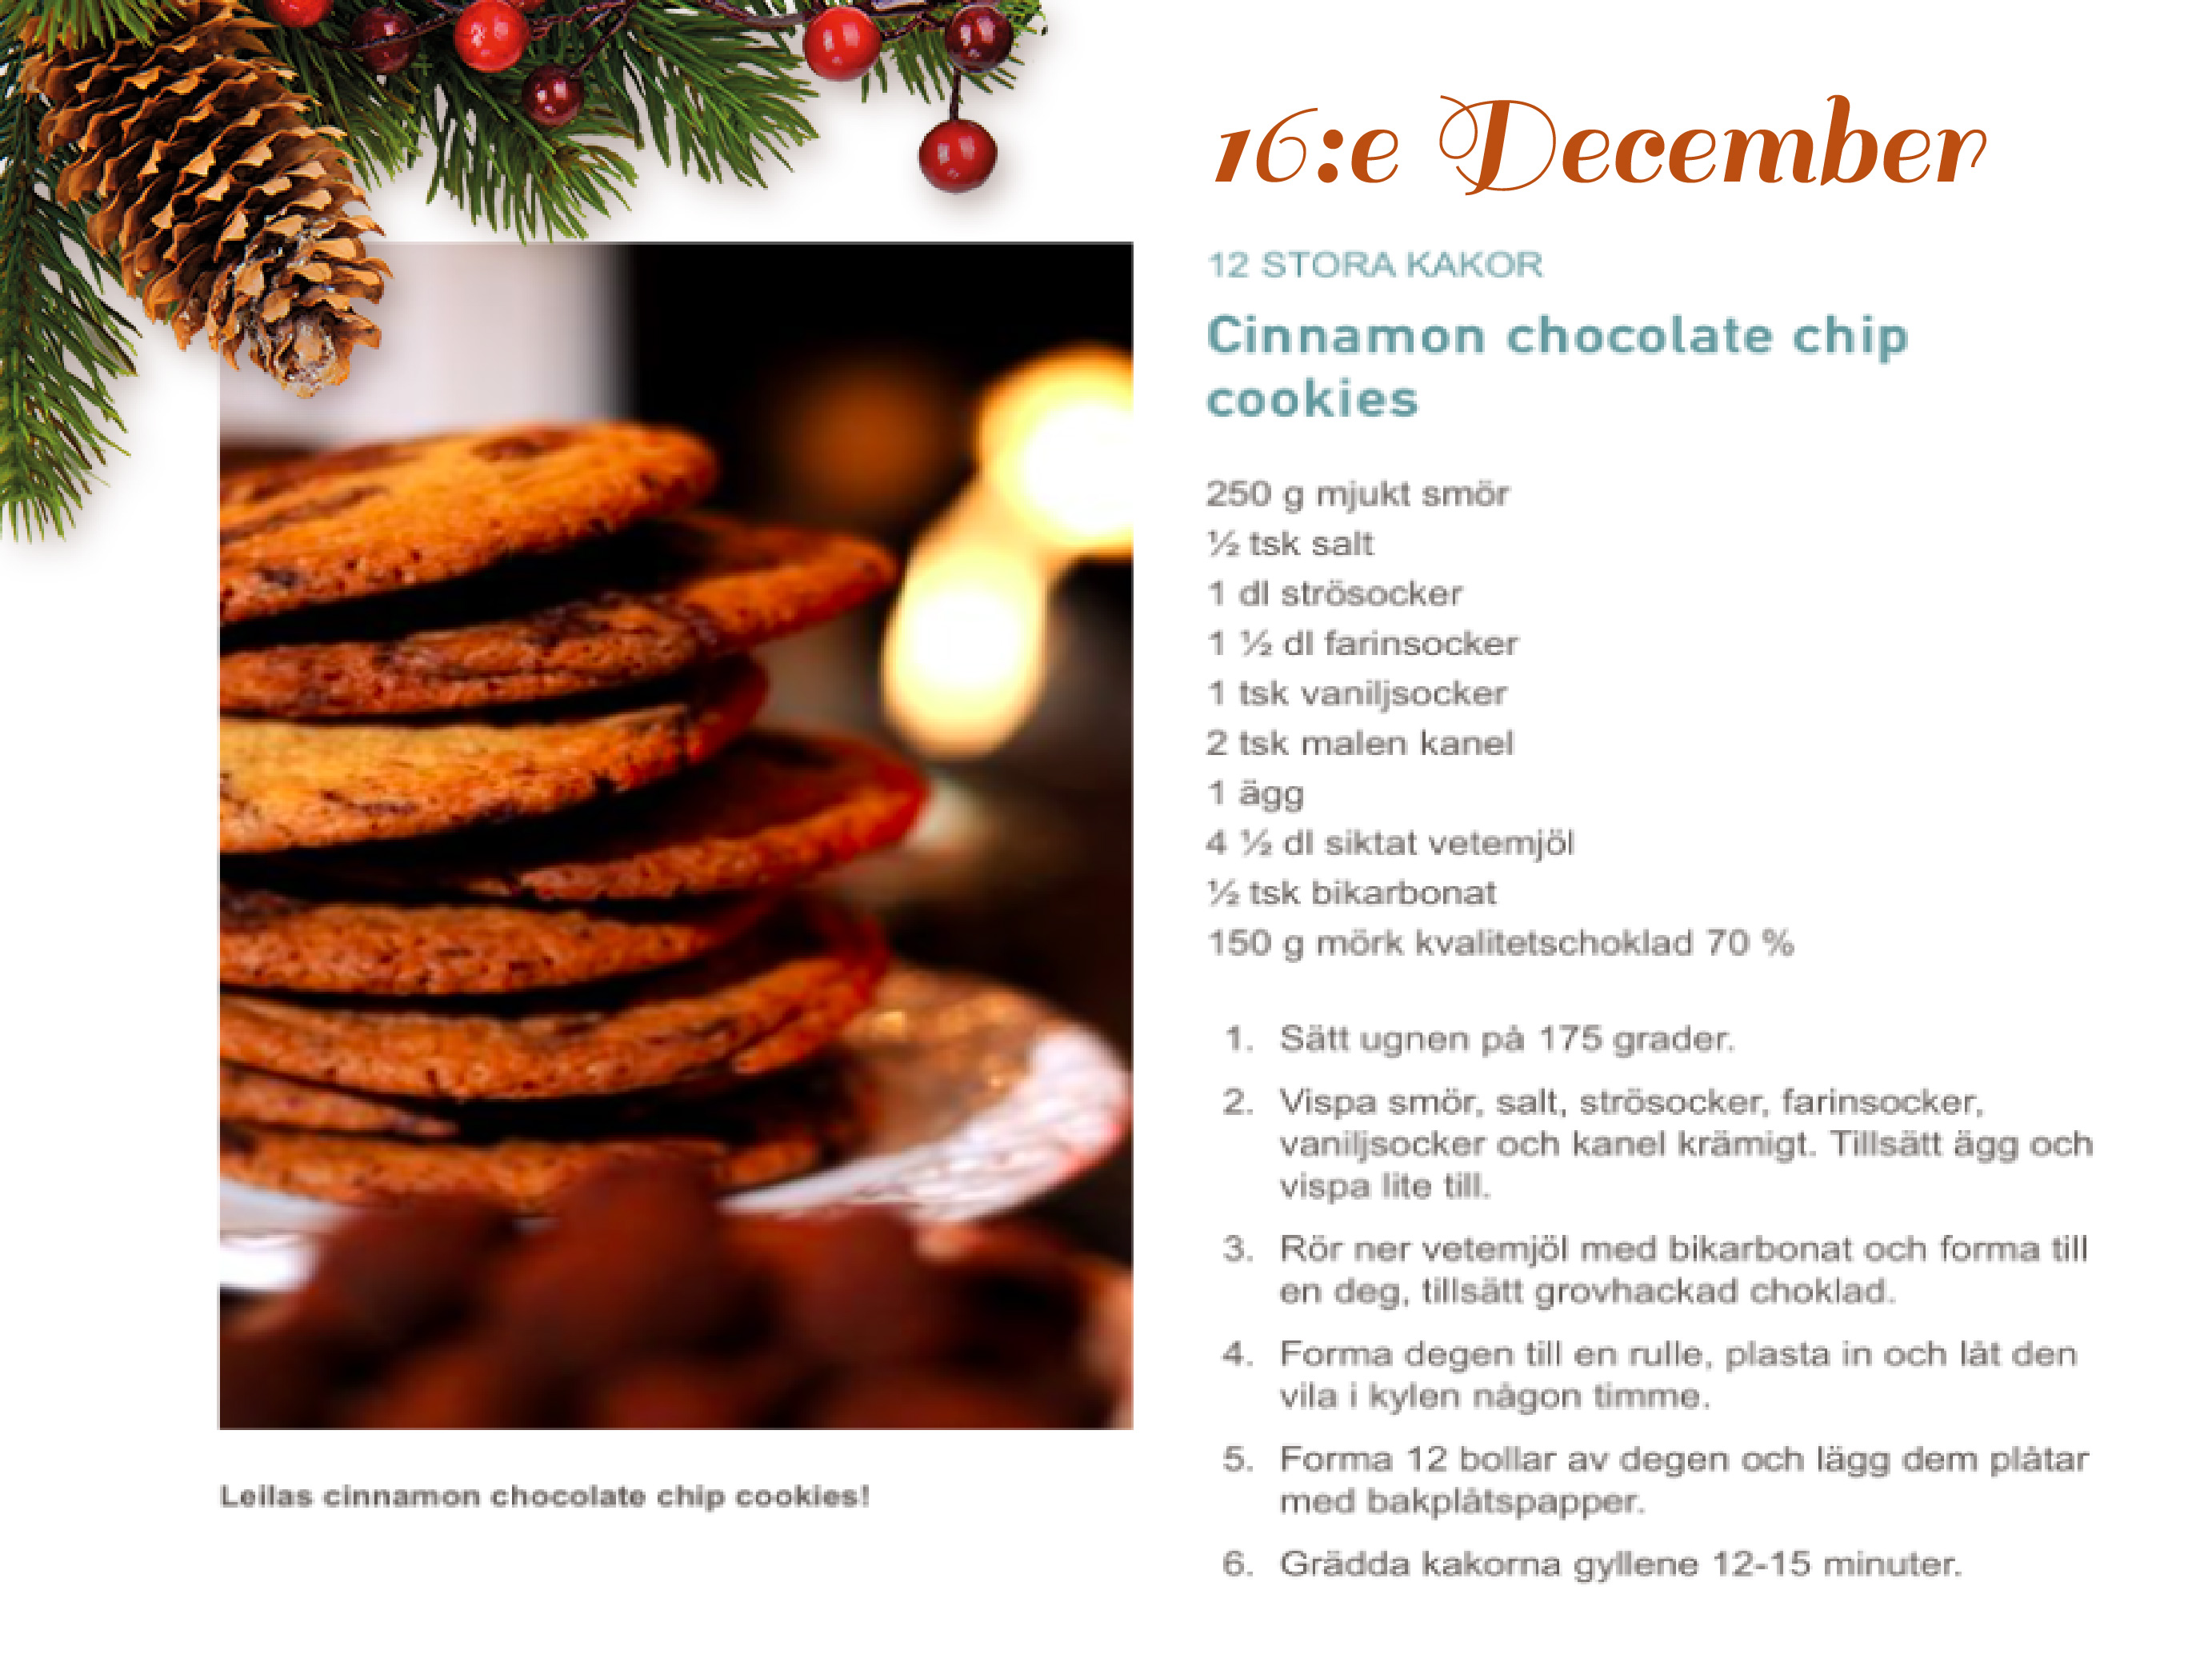 16:e December
12 STORA KAKOR
Cinnamon chocolate chip
cookies
250 g mjukt smör
½ tsk salt
1 dl strösocker
1 ½ dl farinsocker
1 tsk vaniljsocker
2 tsk malen kanel
1 ägg
4 ½ dl siktat vetemjöl
½ tsk bikarbonat
150 g mörk kvalitetschoklad 70 %
1. Sätt ugnen på 175 grader.
2. Vispa smör, salt, strösocker, farinsocker,
vaniljsocker och kanel krämigt. Tillsätt ägg och
vispa lite till.
3. Rör ner vetemjöl med bikarbonat och forma till
en deg, tillsätt grovhackad choklad.
4. Forma degen till en rulle, plasta in och låt den
vila i kylen någon timme.
5. Forma 12 bollar av degen och lägg dem plåtar
med bakplåtspapper.
6. Grädda kakorna gyllene 12-15 minuter.
Leilas cinnamon chocolate chip cookies!